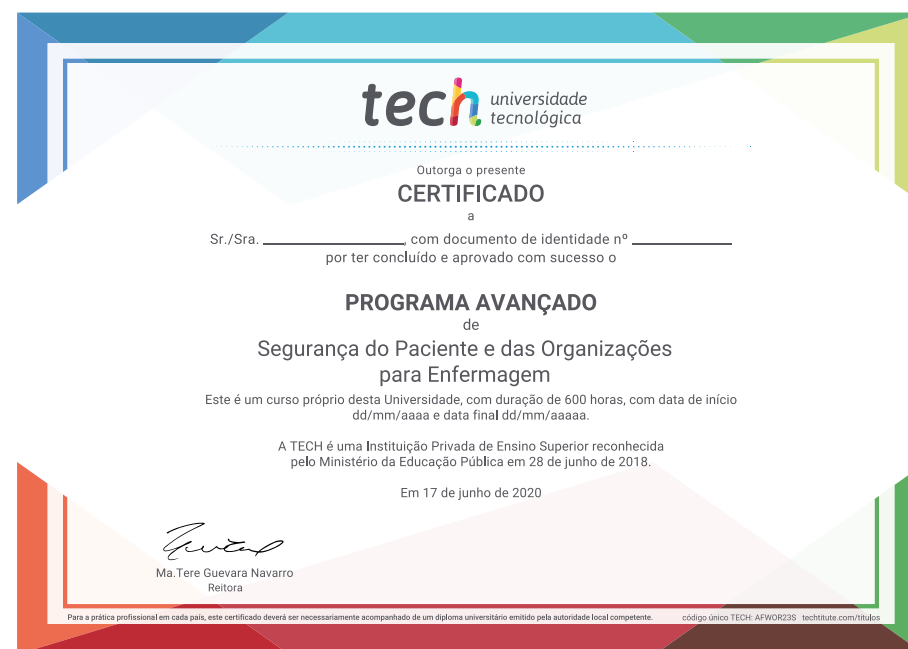 tech universidade
tecnológica
Outorga o presente
CERTIFICADO
a
Sr./Sra. ______________, com documento de identidade nº __________
por ter concluído e aprovado com sucesso o
PROGRAMA AVANÇADO
de
Segurança do Paciente e das Organizações
para Enfermagem
Este é um curso próprio desta Universidade, com duração de 600 horas, com data de início
dd/mm/aaaa e data final dd/mm/aaaaa.
A TECH é uma Instituição Privada de Ensino Superior reconhecida
pelo Ministério da Educação Pública em 28 de junho de 2018.
Em 17 de junho de 2020
Ma.Tere Guevara Navarro
Reitora
Para a prática profissional em cada país, este certificado deverá ser necessariamente acompanhado de um diploma universitário emitido pela autoridade local competente. código único TECH: AFWOR23S techtitute.com/titulos